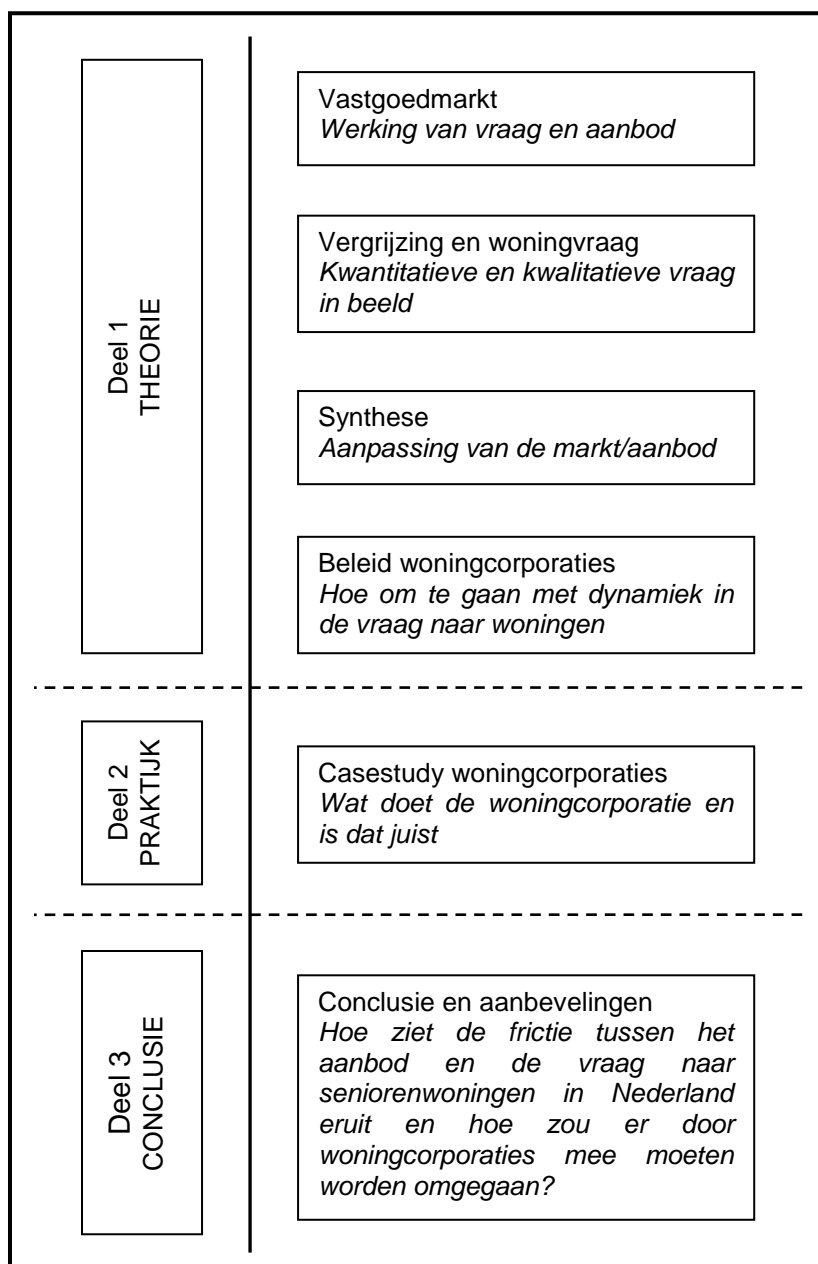 Deel 1
THEORIE
Vastgoedmarkt
Werking van vraag en aanbod
Vergrijzing en woningvraag
Kwantitatieve en kwalitatieve vraag
in beeld
Synthese
Aanpassing van de markt/aanbod
Beleid woningcorporaties
Hoe om te gaan met dynamiek in
de vraag naar woningen
Deel 2
PRAKTIJK
Casestudy woningcorporaties
Wat doet de woningcorporatie en
is dat juist
Deel 3
CONCLUSIE
Conclusie en aanbevelingen
Hoe ziet de frictie tussen het
aanbod en de vraag naar
seniorenwoningen in Nederland
eruit en hoe zou er door
woningcorporaties mee moeten
worden omgegaan?